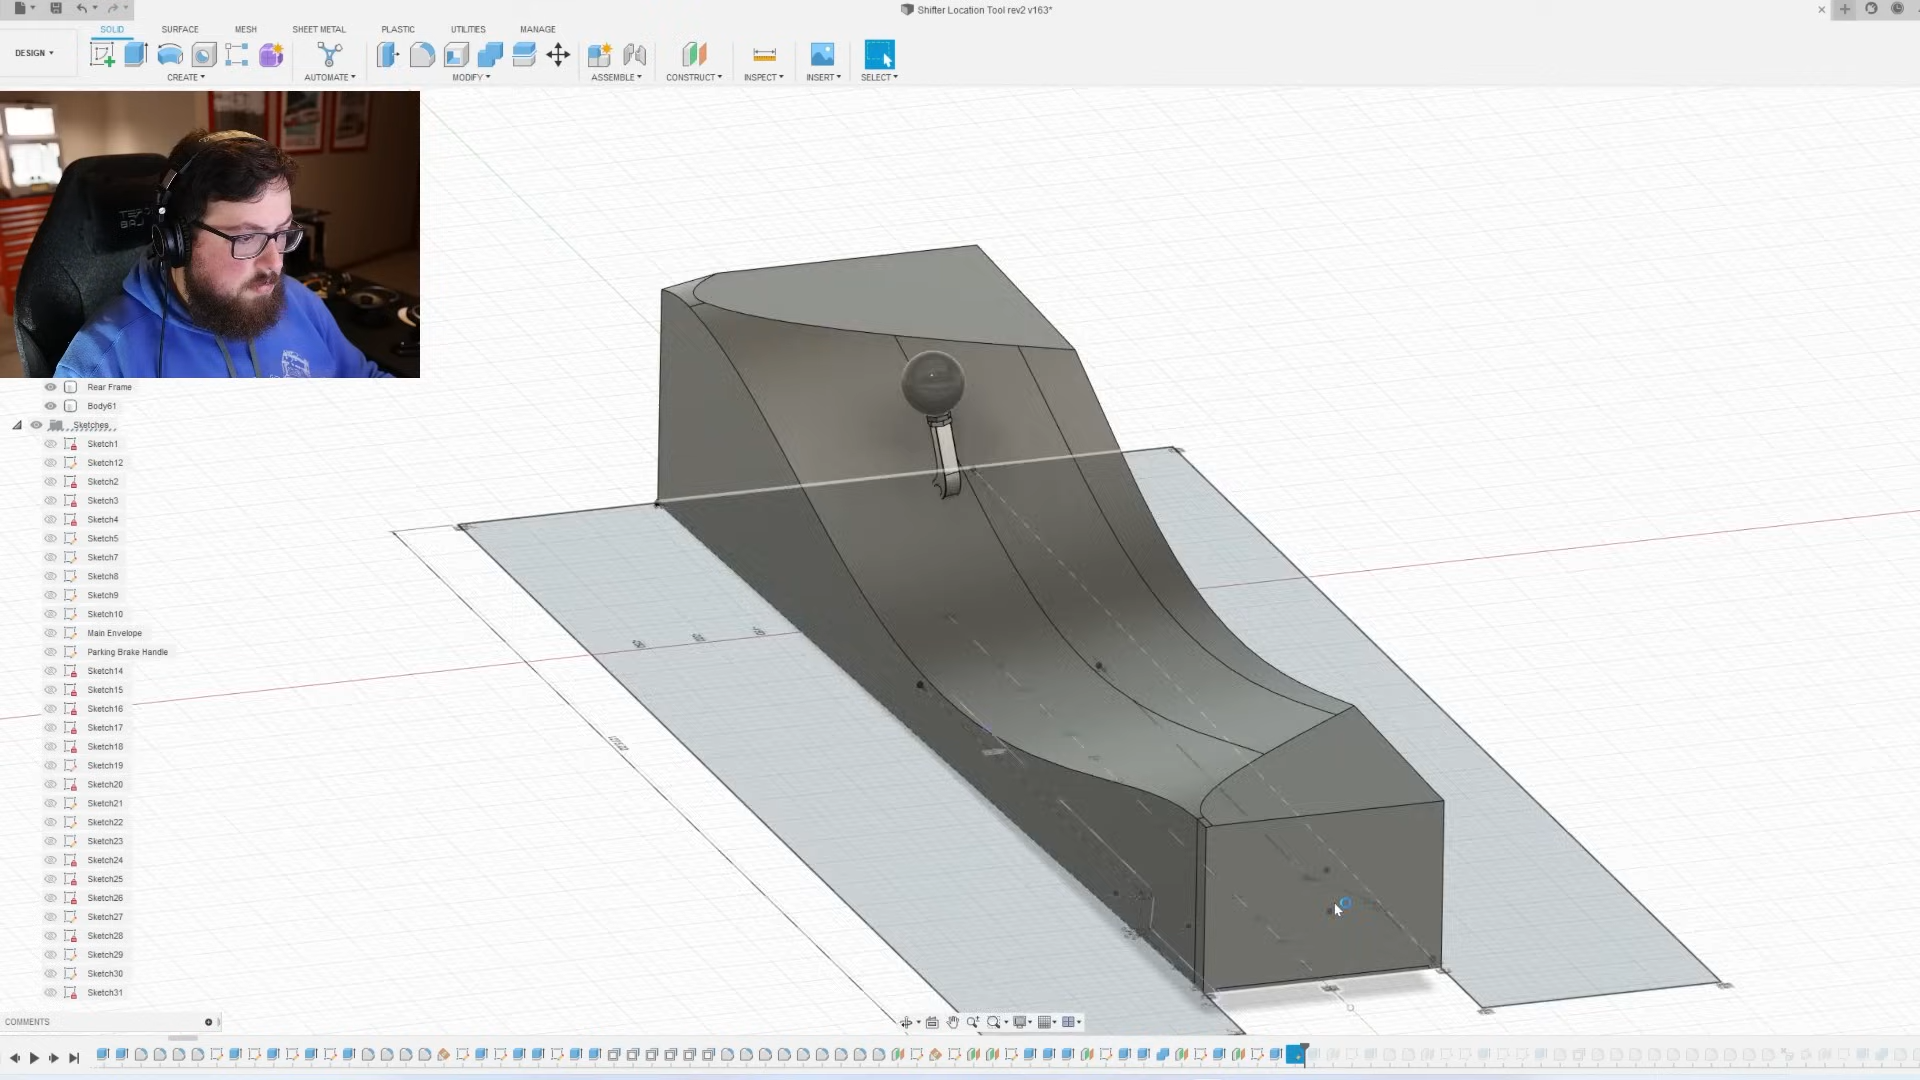 Shifter Location Tool rev2 v163*
SOLID SURFACE MESH SHEET METAL PLASTIC UTILITIES MANAGE
DESIGN
CREATE AUTOMATE MODIFY ASSEMBLE CONSTRUCT INSPECT INSERT SELECT
Rear Frame
Body61
Sketches
Sketch1
Sketch12
Sketch2
Sketch3
Sketch4
Sketch5
Sketch7
Sketch8
Sketch9
Sketch10
Main Envelope
Parking Brake Handle
Sketch14
Sketch15
Sketch16
Sketch17
Sketch18
Sketch19
Sketch20
Sketch21
Sketch22
Sketch23
Sketch24
Sketch25
Sketch26
Sketch27
Sketch28
Sketch29
Sketch30
Sketch31
COMMENTS